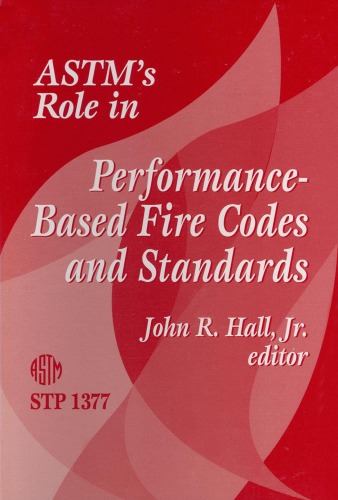 ASTM's
Role in
Performance-
Based Fire Codes
and Standards
John R. Hall, Jr.
editor
ASTM
STP 1377